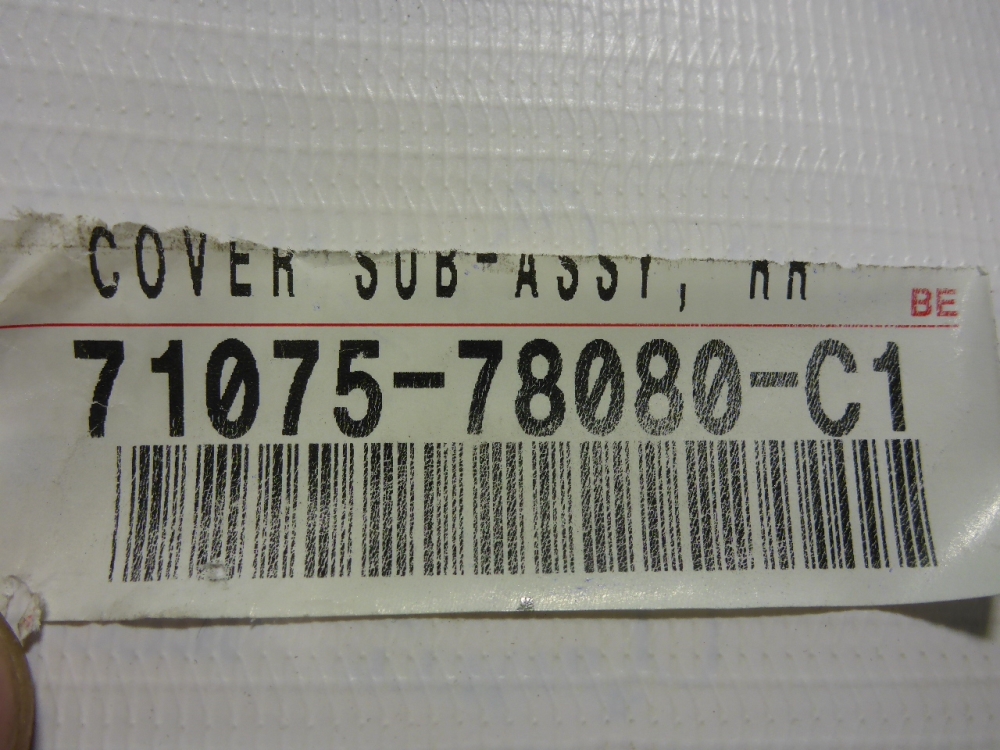 COVER SUB-ASSY, RR
BE
71075-78080-C1